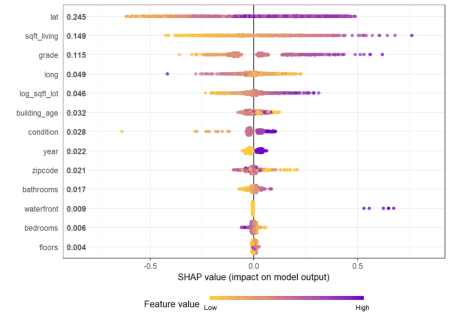 lat 0.245
sqft_living 0.149
grade 0.115
long 0.049
log_sqft_lot 0.046
building_age 0.032
condition 0.028
year 0.022
zipcode 0.021
bathrooms 0.017
waterfront 0.009
bedrooms 0.006
floors 0.004
-0.5 0.0 0.5
SHAP value (impact on model output)
Feature value
Low High